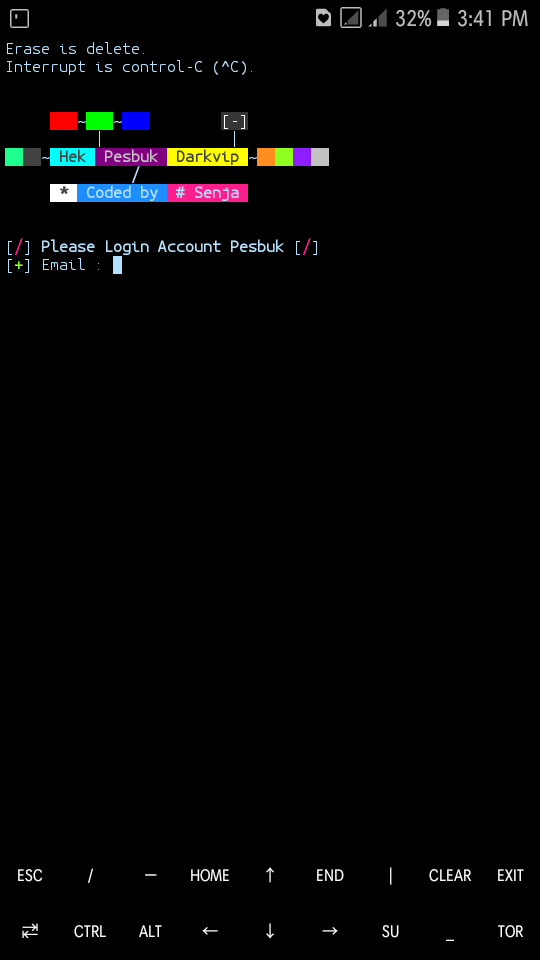 32% 3:41 PM
Erase is delete.
Interrupt is control-C (^C).
~ ~ [-]
~ Hek Pesbuk Darkvip ~
* Coded by # Senja
[/] Please Login Account Pesbuk [/]
[+] Email :
ESC / — HOME ↑ END | CLEAR EXIT
⇄ CTRL ALT ← ↓ → SU _ TOR